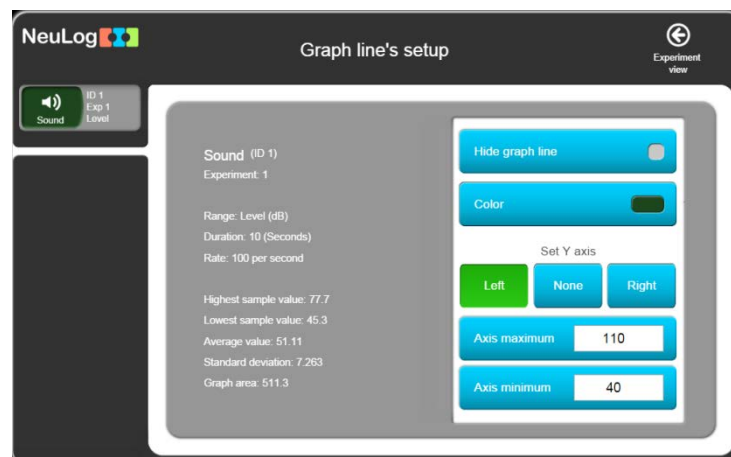 NeuLog
Graph line's setup
Experiment
view
Sound
ID 1
Exp 1
Level
Sound (ID 1)
Experiment: 1
Range: Level (dB)
Duration: 10 (Seconds)
Rate: 100 per second
Highest sample value: 77.7
Lowest sample value: 45.3
Average value: 51.11
Standard deviation: 7.263
Graph area: 511.3
Hide graph line
Color
Set Y axis
Left None Right
Axis maximum 110
Axis minimum 40